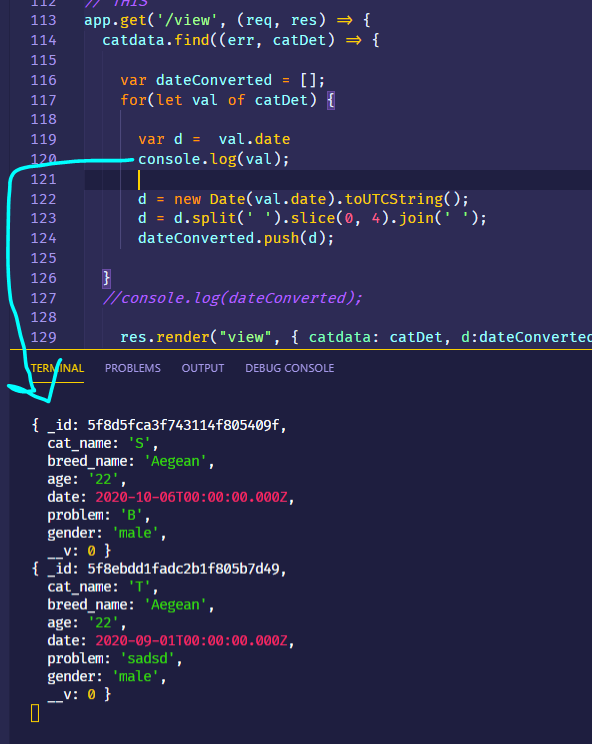 112 // THIS
113 app.get('/view', (req, res) => {
114 catdata.find((err, catDet) => {
115
116 var dateConverted = [];
117 for(let val of catDet) {
118
119 var d =  val.date
120 console.log(val);
121
122 d = new Date(val.date).toUTCString();
123 d = d.split(' ').slice(0, 4).join(' ');
124 dateConverted.push(d);
125
126 }
127 //console.log(dateConverted);
128
129 res.render("view", { catdata: catDet, d:dateConverted
TERMINAL PROBLEMS OUTPUT DEBUG CONSOLE
{ _id: 5f8d5fca3f743114f805409f,
cat_name: 'S',
breed_name: 'Aegean',
age: '22',
date: 2020-10-06T00:00:00.000Z,
problem: 'B',
gender: 'male',
__v: 0 }
{ _id: 5f8ebdd1fadc2b1f805b7d49,
cat_name: 'T',
breed_name: 'Aegean',
age: '22',
date: 2020-09-01T00:00:00.000Z,
problem: 'sadsd',
gender: 'male',
__v: 0 }